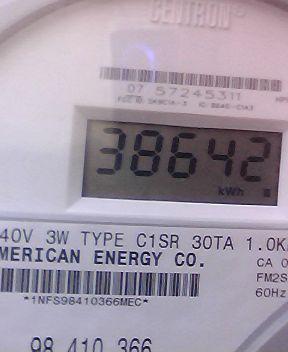 CENTRON®
07 57245311
38642
kWh
40V 3W TYPE C1SR 30TA 1.0K
MERICAN ENERGY CO.
CA 0
FM2S
60Hz
*1NFS98410366MEC*
98 410 366